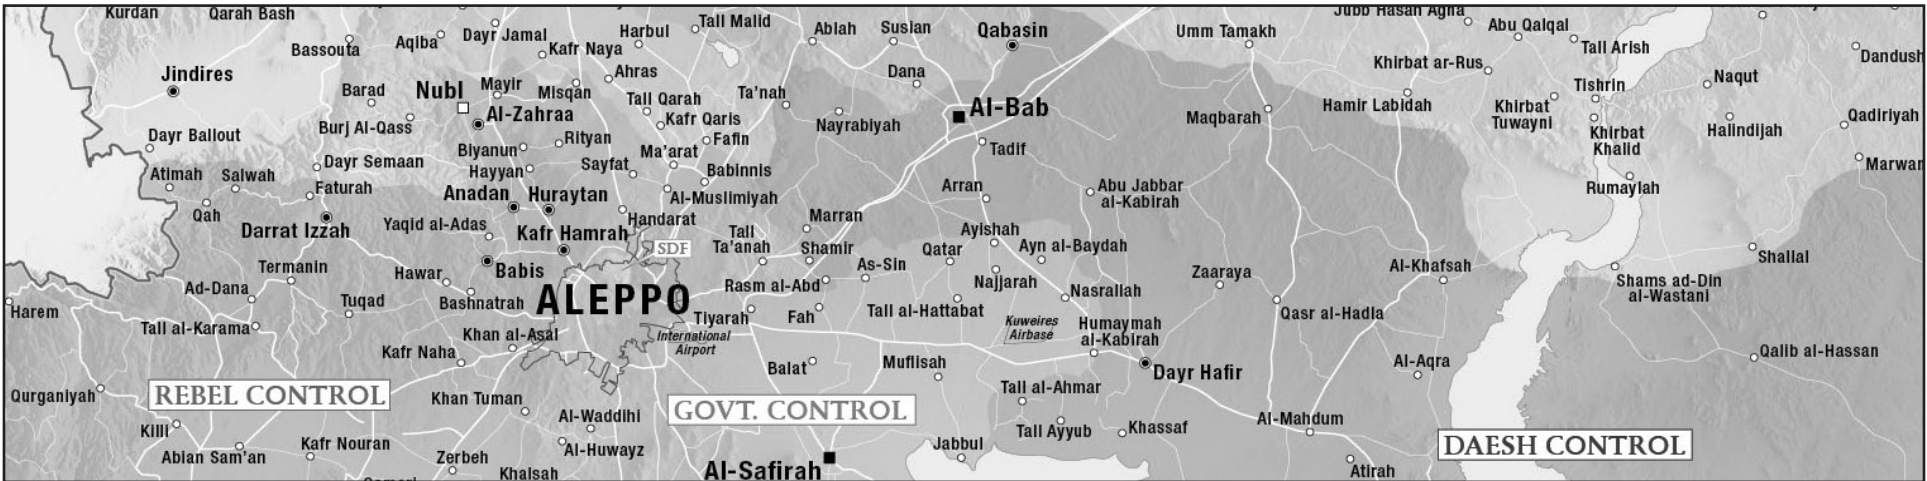 Kurdan
Qarah Bash
Bassouta
Aqiba
Dayr Jamal
Kafr Naya
Harbul
Tall Malid
Ablah
Susian
Qabasin
Umm Tamakh
Jubb Hasan Agha
Abu Qalqal
Tall Arish
Dandush
Jindires
Barad
Nubl
Mayir
Misqan
Ahras
Dana
Khirbat ar-Rus
Tishrin
Naqut
Burj Al-Qass
Al-Zahraa
Tall Qarah
Kafr Qaris
Ta'nah
Nayrabiyah
Al-Bab
Maqbarah
Hamir Labidah
Khirbat
Tuwayni
Khirbat
Khalid
Halindijah
Qadiriyah
Dayr Ballout
Dayr Semaan
Biyanun
Rityan
Fafin
Tadif
Atimah
Salwah
Faturah
Hayyan
Sayfat
Ma'arat
Babinnis
Marwan
Qah
Anadan
Huraytan
Al-Muslimiyah
Arran
Abu Jabbar
al-Kabirah
Rumaylah
Darrat Izzah
Yaqid al-Adas
Kafr Hamrah
Handarat
SDF
Tall
Ta'anah
Marran
Shamir
Ayishah
Qatar
Ayn al-Baydah
Shallal
Termanin
Hawar
Babis
As-Sin
Najjarah
Zaaraya
Al-Khafsah
Shams ad-Din
al-Wastani
Ad-Dana
Tuqad
Bashnatrah
ALEPPO
Rasm al-Abd
Nasrallah
Harem
Tall al-Karama
Khan al-Asal
Tiyarah
Fah
Tall al-Hattabat
Kuweires
Airbase
Humaymah
al-Kabirah
Qasr al-Hadla
International
Airport
Kafr Naha
Balat
Muflisah
Dayr Hafir
Al-Aqra
Qalib al-Hassan
Qurganiyah
REBEL CONTROL
Khan Tuman
Al-Waddihi
GOVT. CONTROL
Tall al-Ahmar
Tall Ayyub
Khassaf
Al-Mahdum
DAESH CONTROL
Killi
Ablan Sam'an
Kafr Nouran
Zerbeh
Al-Huwayz
Khalsah
Al-Safirah
Jabbul
Atirah